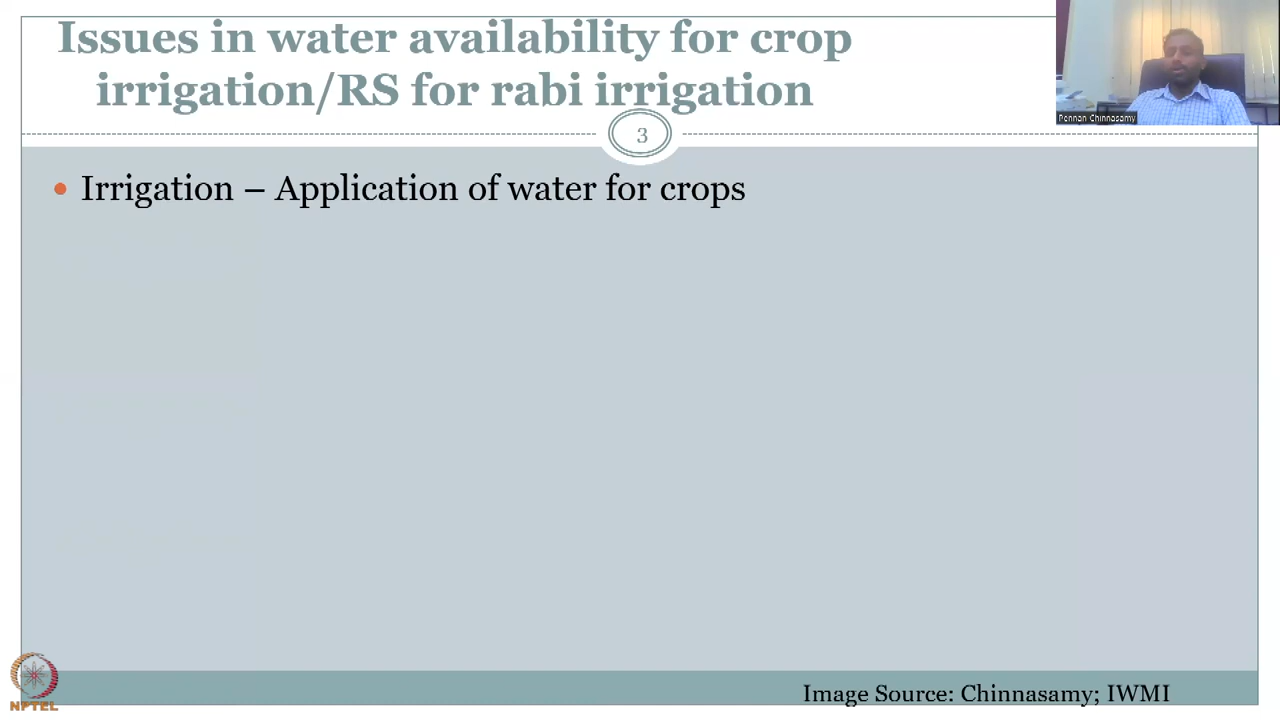 Issues in water availability for crop
irrigation/RS for rabi irrigation
Pennan Chinnasamy
3
• Irrigation – Application of water for crops
NPTEL
Image Source: Chinnasamy; IWMI